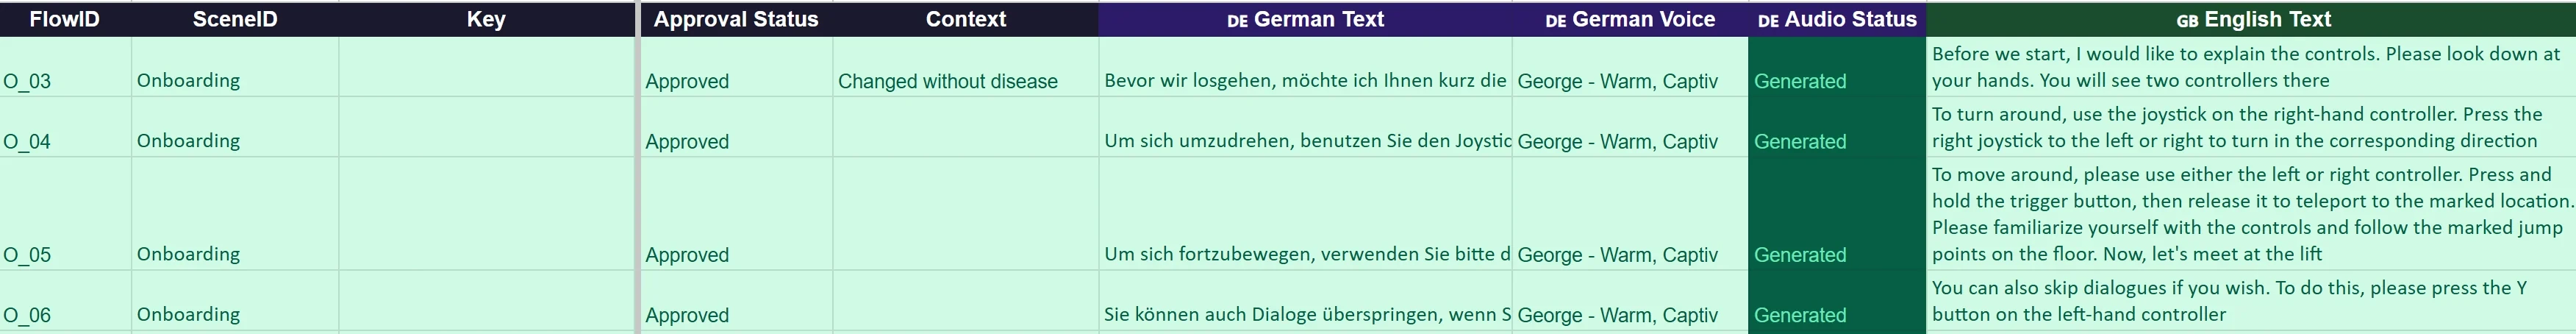 FlowID SceneID Key Approval Status Context DE German Text DE German Voice DE Audio Status GB English Text
O_03 Onboarding Approved Changed without disease Bevor wir losgehen, möchte ich Ihnen kurz die George - Warm, Captiv Generated Before we start, I would like to explain the controls. Please look down at
your hands. You will see two controllers there
O_04 Onboarding Approved Um sich umzudrehen, benutzen Sie den Joystic George - Warm, Captiv Generated To turn around, use the joystick on the right-hand controller. Press the
right joystick to the left or right to turn in the corresponding direction
O_05 Onboarding Approved Um sich fortzubewegen, verwenden Sie bitte d George - Warm, Captiv Generated To move around, please use either the left or right controller. Press and
hold the trigger button, then release it to teleport to the marked location.
Please familiarize yourself with the controls and follow the marked jump
points on the floor. Now, let's meet at the lift
O_06 Onboarding Approved Sie können auch Dialoge überspringen, wenn S George - Warm, Captiv Generated You can also skip dialogues if you wish. To do this, please press the Y
button on the left-hand controller